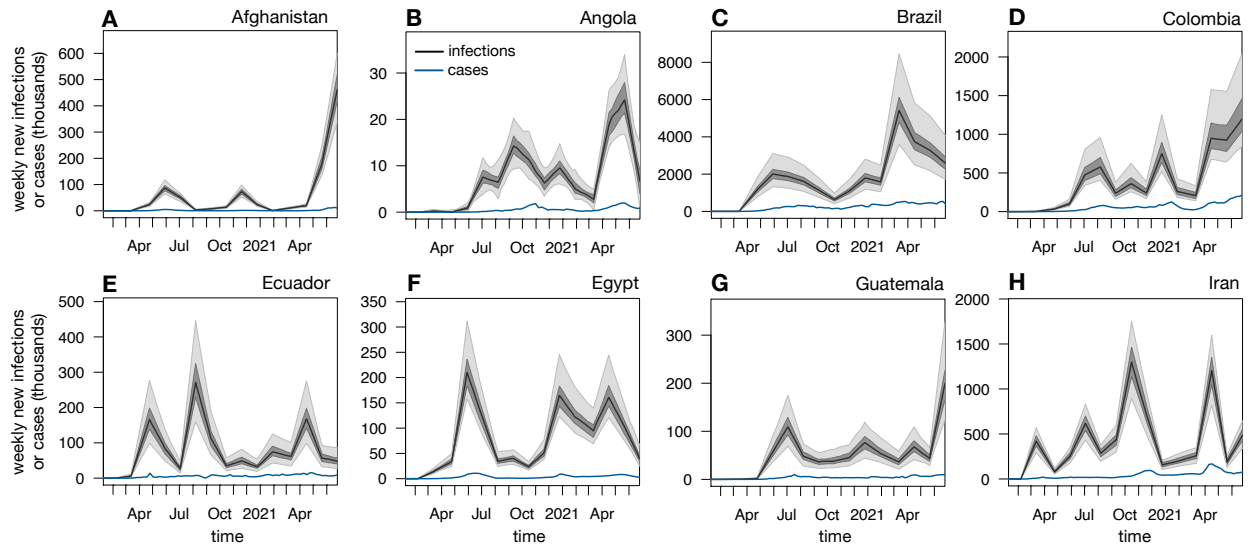 A Afghanistan
weekly new infections
or cases (thousands)
600
500
400
300
200
100
0
Apr Jul Oct 2021 Apr
B Angola
infections
cases
30
20
10
0
Apr Jul Oct 2021 Apr
C Brazil
8000
6000
4000
2000
0
Apr Jul Oct 2021 Apr
D Colombia
2000
1500
1000
500
0
Apr Jul Oct 2021 Apr
E Ecuador
weekly new infections
or cases (thousands)
500
400
300
200
100
0
Apr Jul Oct 2021 Apr
time
F Egypt
350
300
250
200
150
100
50
0
Apr Jul Oct 2021 Apr
time
G Guatemala
300
200
100
0
Apr Jul Oct 2021 Apr
time
H Iran
2000
1500
1000
500
0
Apr Jul Oct 2021 Apr
time